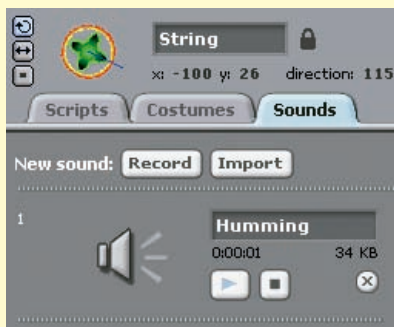 String
x: -100 y: 26 direction: 115
Scripts Costumes Sounds
New sound: Record Import
1
Humming
0:00:01 34 KB